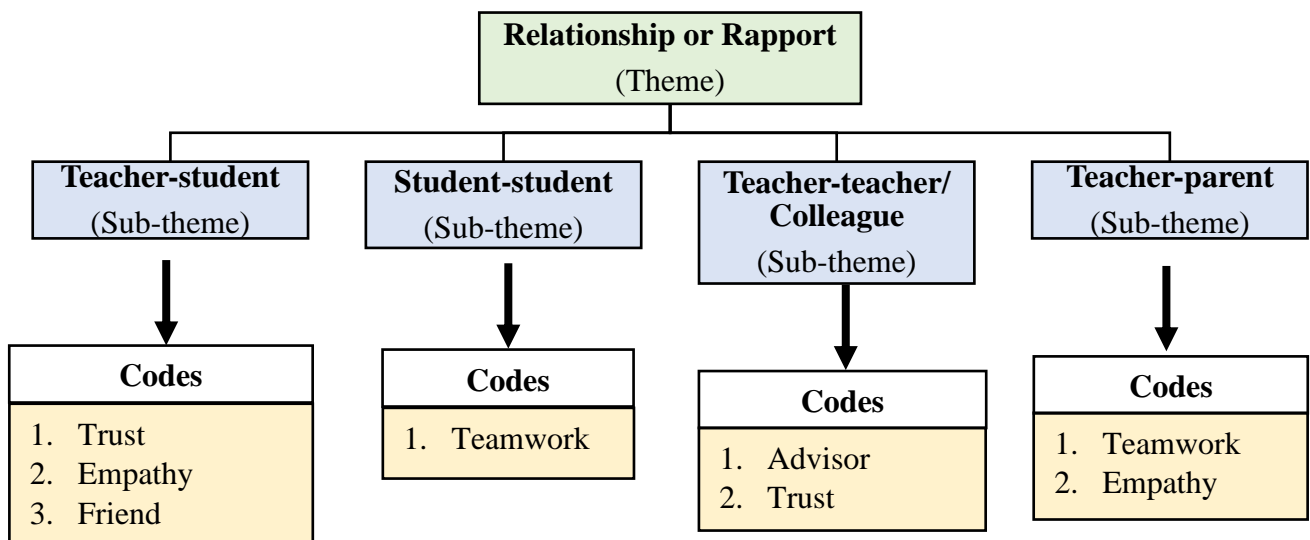 Relationship or Rapport
(Theme)
Teacher-student
(Sub-theme)
Student-student
(Sub-theme)
Teacher-teacher/
Colleague
(Sub-theme)
Teacher-parent
(Sub-theme)
Codes
1. Trust
2. Empathy
3. Friend
Codes
1. Teamwork
Codes
1. Advisor
2. Trust
Codes
1. Teamwork
2. Empathy